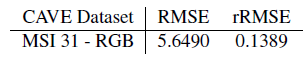 CAVE Dataset RMSE rRMSE
MSI 31 - RGB 5.6490 0.1389